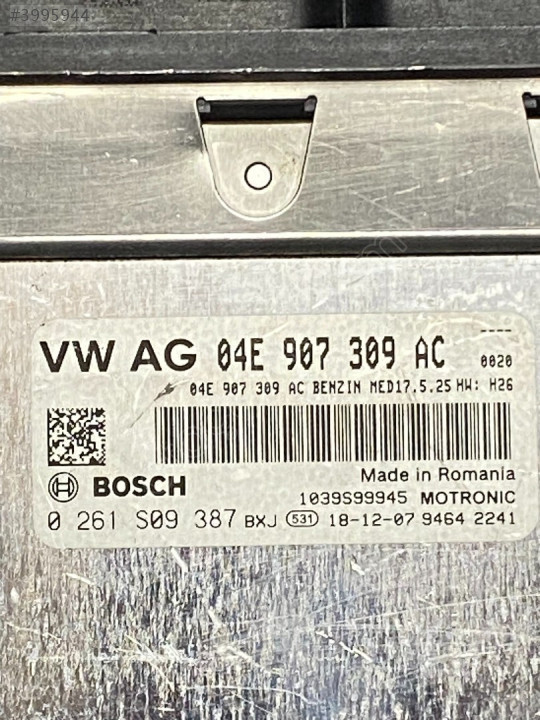 #3995944
----
VW AG 04E 907 309 AC 0020
04E 907 309 AC BENZIN MED17.5.25 HW: H26
Made in Romania
BOSCH
1039S99945 MOTRONIC
0 261 S09 387 BXJ 531 18-12-07 9464 2241